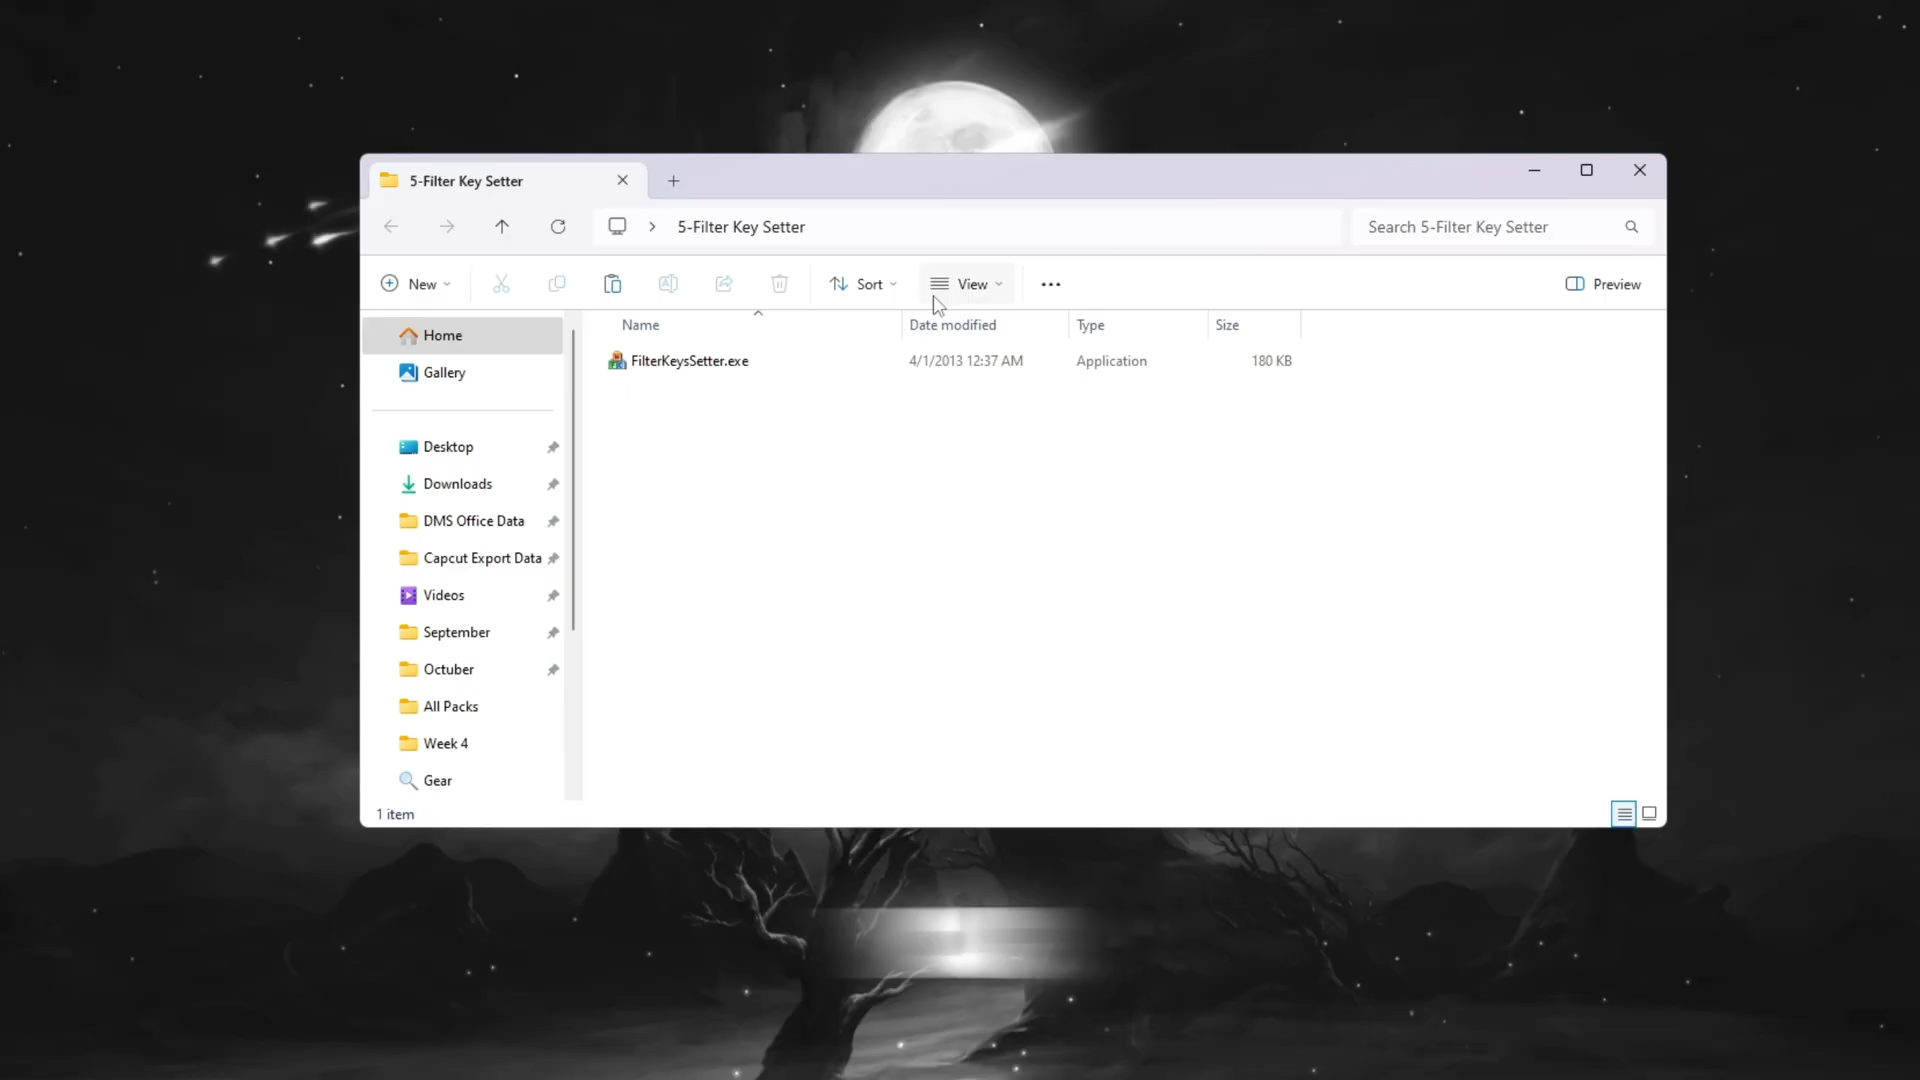 5-Filter Key Setter
5-Filter Key Setter
Search 5-Filter Key Setter
New
Sort
View
Preview
Name
Date modified
Type
Size
FilterKeysSetter.exe
4/1/2013 12:37 AM
Application
180 KB
Home
Gallery
Desktop
Downloads
DMS Office Data
Capcut Export Data
Videos
September
Octuber
All Packs
Week 4
Gear
1 item